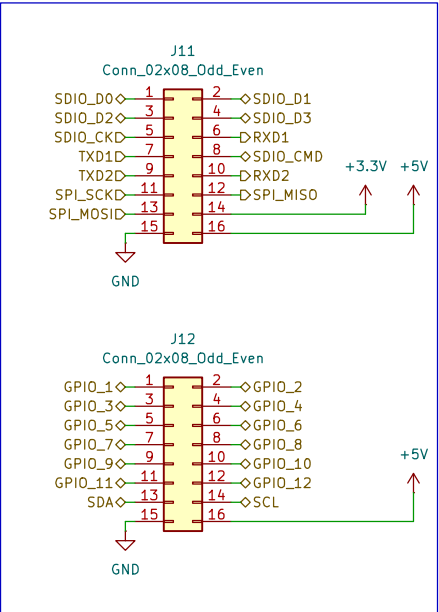 J11
Conn_02x08_Odd_Even
SDIO_D0 1 2 SDIO_D1
SDIO_D2 3 4 SDIO_D3
SDIO_CK 5 6 RXD1
TXD1 7 8 SDIO_CMD
+3.3V +5V
TXD2 9 10 RXD2
SPI_SCK 11 12 SPI_MISO
SPI_MOSI 13 14
15 16
GND
J12
Conn_02x08_Odd_Even
GPIO_1 1 2 GPIO_2
GPIO_3 3 4 GPIO_4
GPIO_5 5 6 GPIO_6
GPIO_7 7 8 GPIO_8
+5V
GPIO_9 9 10 GPIO_10
GPIO_11 11 12 GPIO_12
SDA 13 14 SCL
15 16
GND